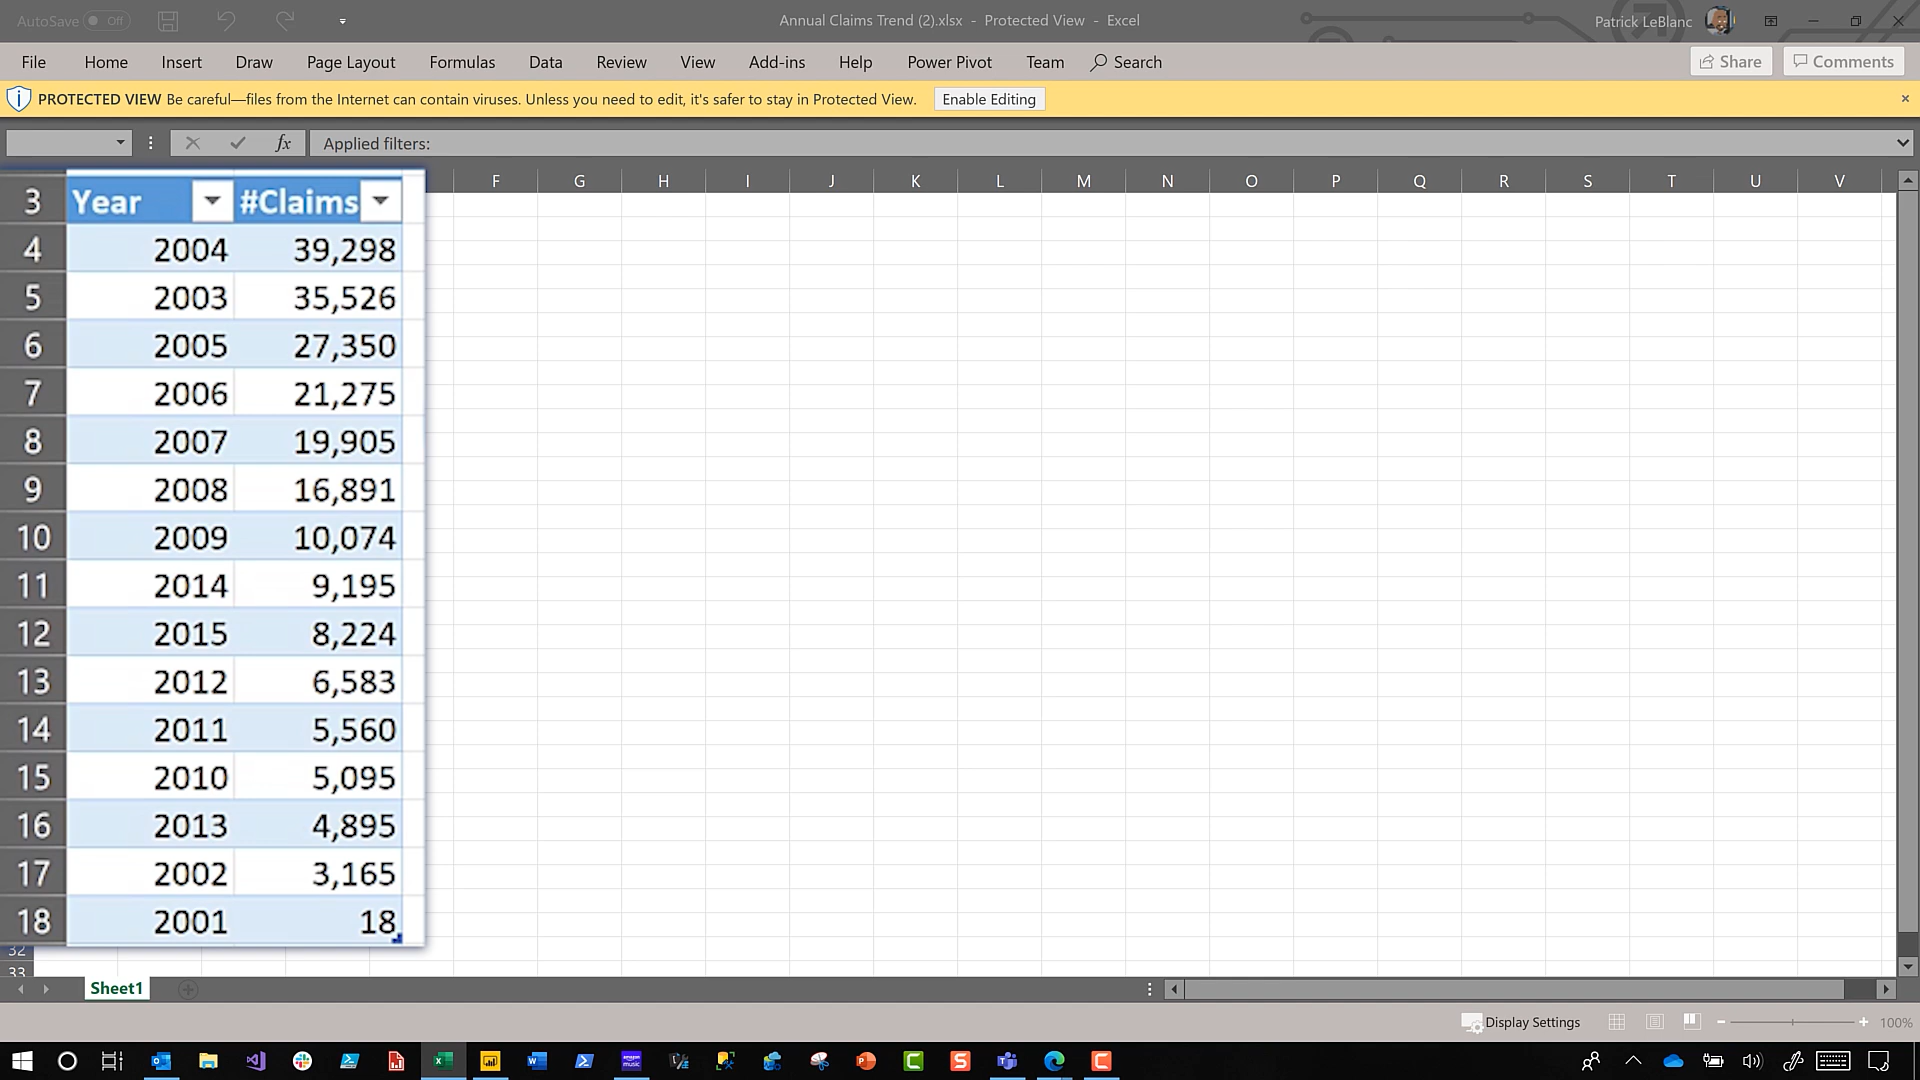 AutoSave Off
Annual Claims Trend (2).xlsx - Protected View - Excel
Patrick LeBlanc
File Home Insert Draw Page Layout Formulas Data Review View Add-ins Help Power Pivot Team Search Share Comments
PROTECTED VIEW Be careful—files from the Internet can contain viruses. Unless you need to edit, it's safer to stay in Protected View. Enable Editing
fx Applied filters:
F G H I J K L M N O P Q R S T U V
3 Year #Claims
4 2004 39,298
5 2003 35,526
6 2005 27,350
7 2006 21,275
8 2007 19,905
9 2008 16,891
10 2009 10,074
11 2014 9,195
12 2015 8,224
13 2012 6,583
14 2011 5,560
15 2010 5,095
16 2013 4,895
17 2002 3,165
18 2001 18
32
33
Sheet1
Display Settings 100%